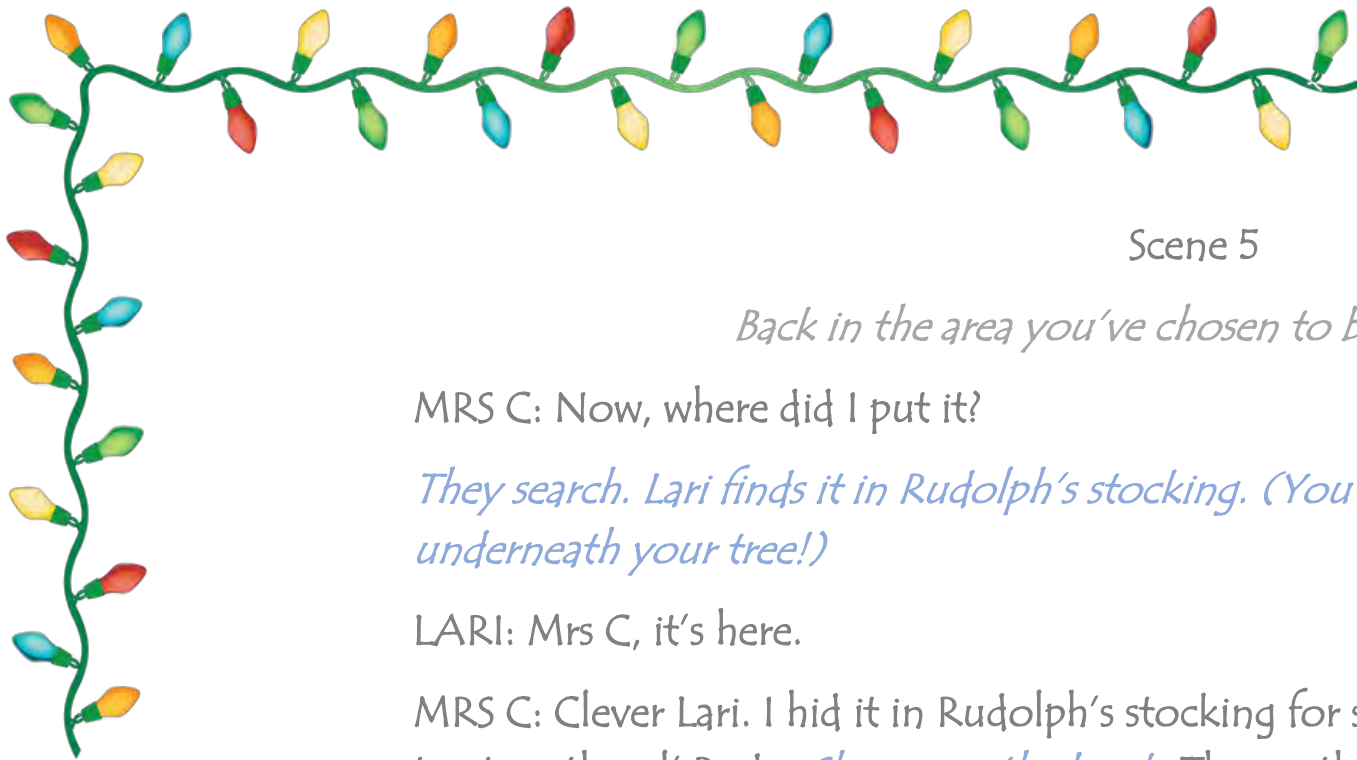 Scene 5
Back in the area you've chosen to
MRS C: Now, where did I put it?
They search. Lari finds it in Rudolph's stocking. (You
underneath your tree!)
LARI: Mrs C, it's here.
MRS C: Clever Lari. I hid it in Rudolph's stocking for